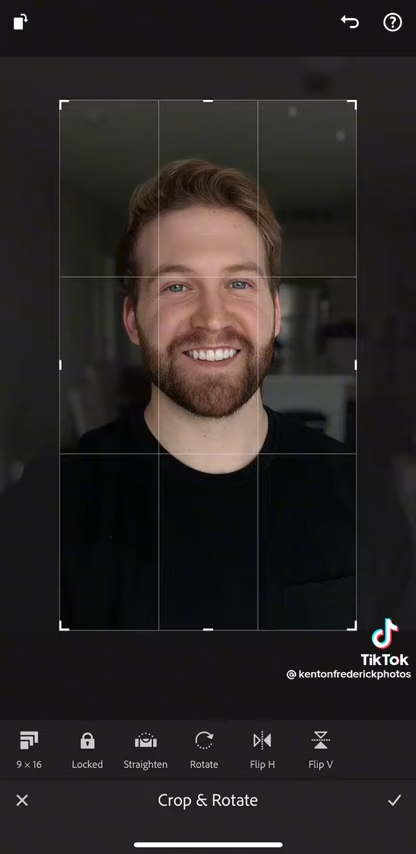 TikTok
@ kentonfrederickphotos
9 × 16
Locked
Straighten
Rotate
Flip H
Flip V
Crop & Rotate